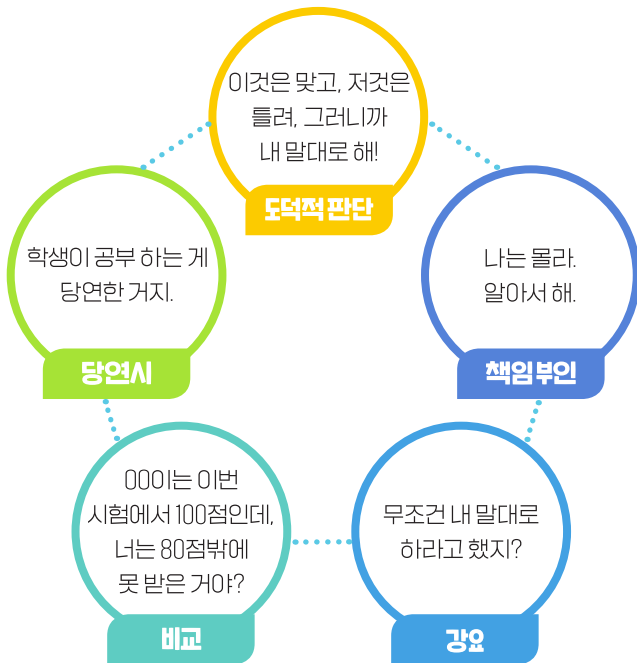 이것은 맞고, 저것은
틀려, 그러니까
내 말대로 해!
도덕적 판단
학생이 공부 하는 게
당연한 거지.
당연시
나는 몰라.
알아서 해.
책임부인
00이는 이번
시험에서 100점인데,
너는 80점밖에
못 받은 거야?
비교
무조건 내 말대로
하라고 했지?
강요